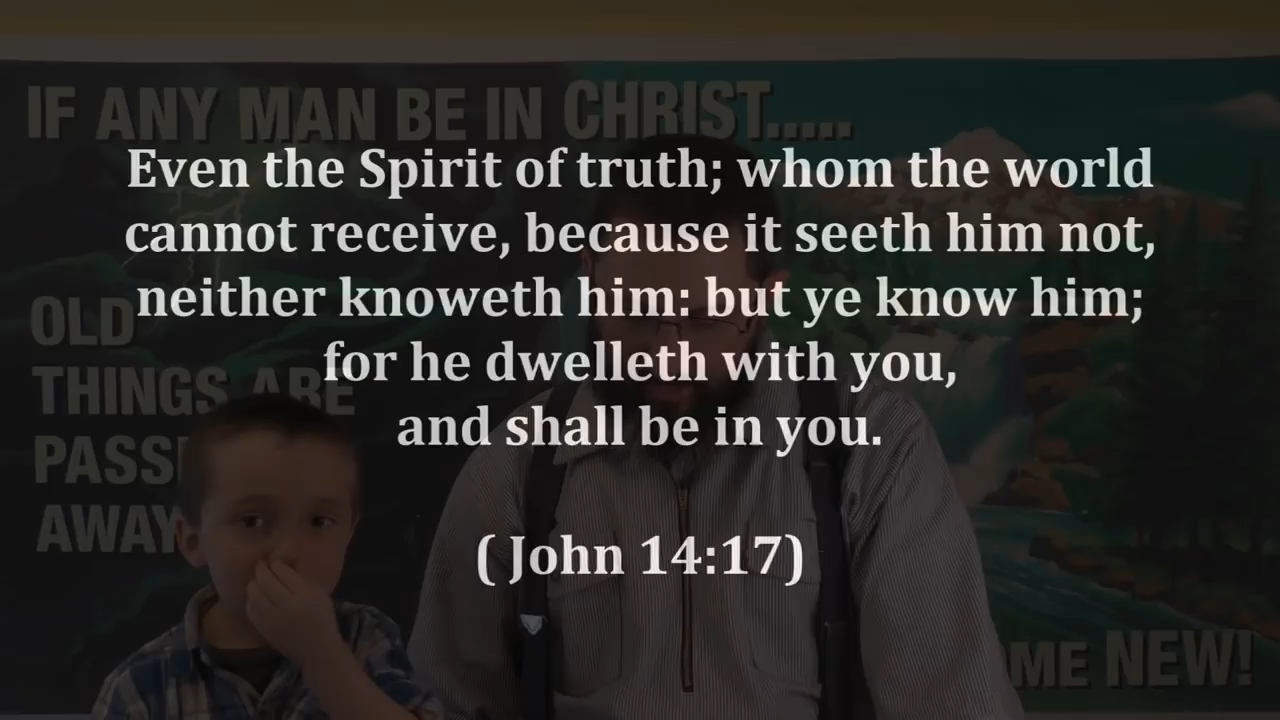 IF ANY MAN BE IN CHRIST.....
Even the Spirit of truth; whom the world
cannot receive, because it seeth him not,
neither knoweth him: but ye know him;
for he dwelleth with you,
and shall be in you.
( John 14:17)
OLD
THINGS ARE
AWAY
NEW!